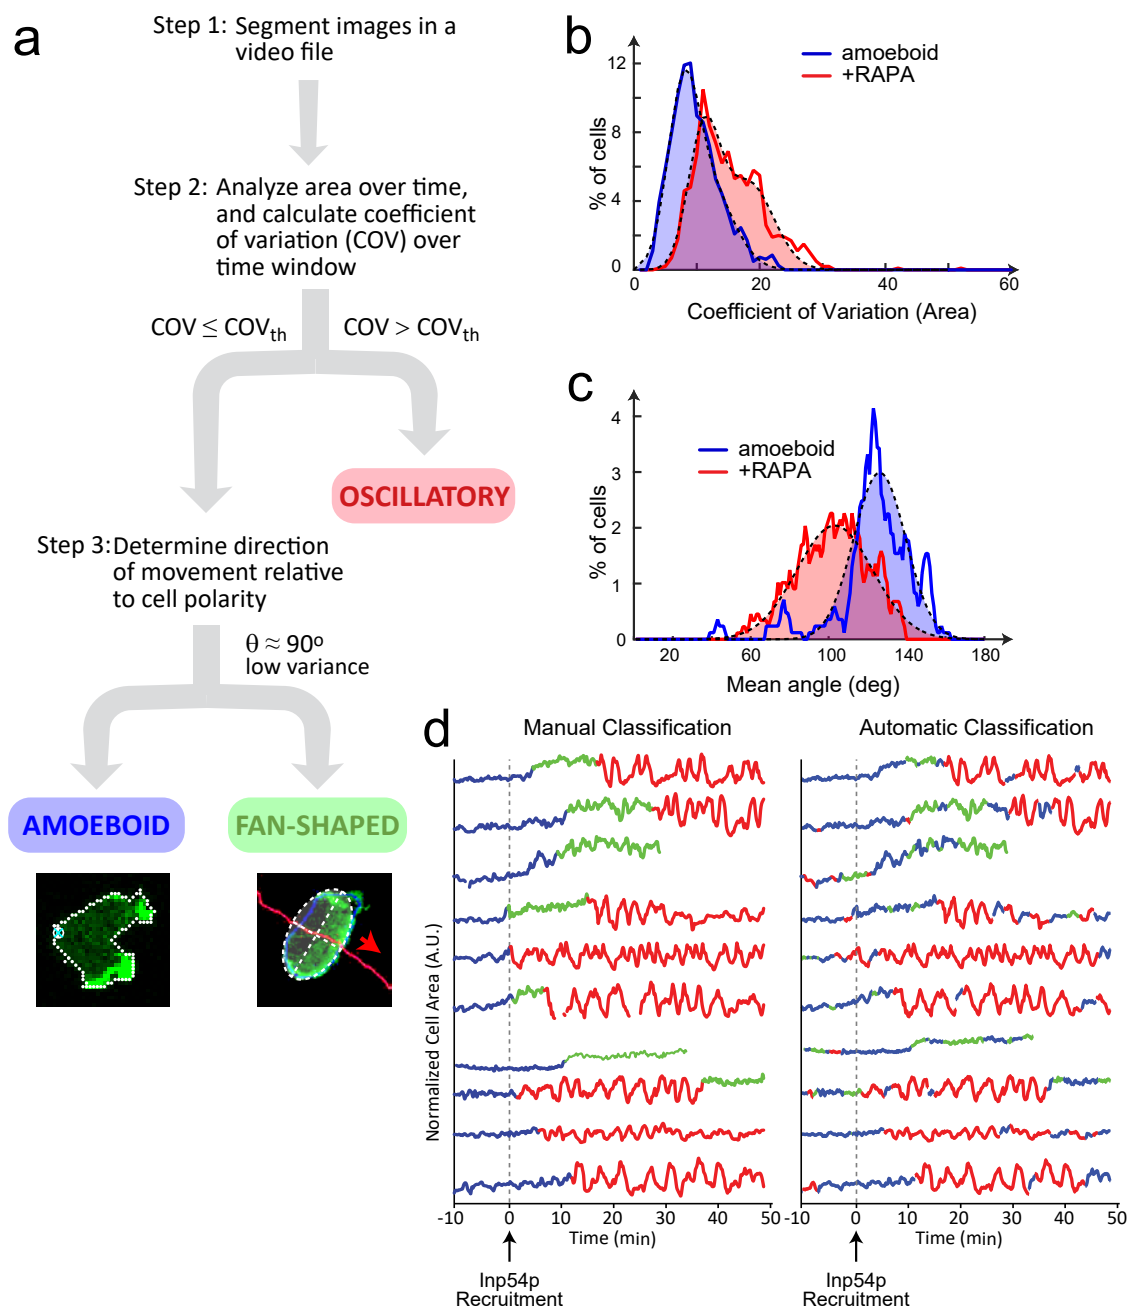 a
Step 1: Segment images in a
video file
Step 2: Analyze area over time,
and calculate coefficient
of variation (COV) over
time window
COV ≤ COVth
COV > COVth
OSCILLATORY
Step 3: Determine direction
of movement relative
to cell polarity
θ ≈ 90º
low variance
AMOEBOID
FAN-SHAPED
b
amoeboid
+RAPA
% of cells
12
8
4
0
0 20 40 60
Coefficient of Variation (Area)
c
amoeboid
+RAPA
% of cells
4
3
2
1
0
20 60 100 140 180
Mean angle (deg)
d
Manual Classification
Automatic Classification
Normalized Cell Area (A.U.)
-10 0 10 20 30 40 50
Time (min)
Inp54p
Recruitment
-10 0 10 20 30 40 50
Time (min)
Inp54p
Recruitment